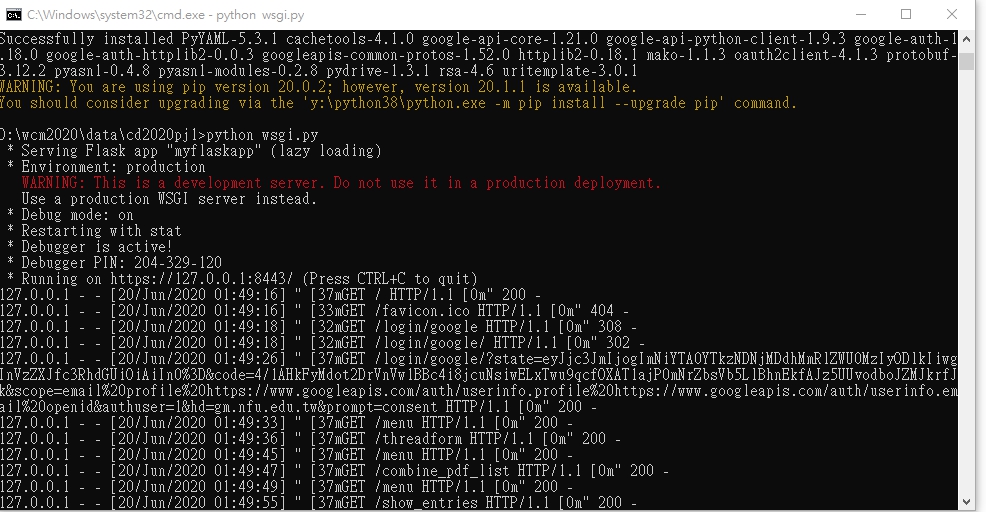 C:\Windows\system32\cmd.exe - python wsgi.py
Successfully installed PyYAML-5.3.1 cachetools-4.1.0 google-api-core-1.21.0 google-api-python-client-1.9.3 google-auth-1
.18.0 google-auth-httplib2-0.0.3 googleapis-common-protos-1.52.0 httplib2-0.18.1 mako-1.1.3 oauth2client-4.1.3 protobuf-
3.12.2 pyasn1-0.4.8 pyasn1-modules-0.2.8 pydrive-1.3.1 rsa-4.6 uritemplate-3.0.1
WARNING: You are using pip version 20.0.2; however, version 20.1.1 is available.
You should consider upgrading via the 'y:\python38\python.exe -m pip install --upgrade pip' command.
D:\wcm2020\data\cd2020pj1>python wsgi.py
* Serving Flask app "myflaskapp" (lazy loading)
* Environment: production
WARNING: This is a development server. Do not use it in a production deployment.
Use a production WSGI server instead.
* Debug mode: on
* Restarting with stat
* Debugger is active!
* Debugger PIN: 204-329-120
* Running on https://127.0.0.1:8443/ (Press CTRL+C to quit)
127.0.0.1 - - [20/Jun/2020 01:49:16] " [37mGET / HTTP/1.1 [0m" 200 -
127.0.0.1 - - [20/Jun/2020 01:49:16] " [33mGET /favicon.ico HTTP/1.1 [0m" 404 -
127.0.0.1 - - [20/Jun/2020 01:49:18] " [32mGET /login/google HTTP/1.1 [0m" 308 -
127.0.0.1 - - [20/Jun/2020 01:49:18] " [32mGET /login/google/ HTTP/1.1 [0m" 302 -
127.0.0.1 - - [20/Jun/2020 01:49:26] " [37mGET
k&scope=email%20profile%20https://www.googleapis.com/auth/userinfo.profile%20https://www.googleapis.com/auth/userinfo.em
ail%20openid&authuser=1&hd=gm.nfu.edu.tw&prompt=consent HTTP/1.1 [0m" 200 -
127.0.0.1 - - [20/Jun/2020 01:49:33] " [37mGET /menu HTTP/1.1 [0m" 200 -
127.0.0.1 - - [20/Jun/2020 01:49:36] " [37mGET /threadform HTTP/1.1 [0m" 200 -
127.0.0.1 - - [20/Jun/2020 01:49:45] " [37mGET /menu HTTP/1.1 [0m" 200 -
127.0.0.1 - - [20/Jun/2020 01:49:47] " [37mGET /combine_pdf_list HTTP/1.1 [0m" 200 -
127.0.0.1 - - [20/Jun/2020 01:49:49] " [37mGET /menu HTTP/1.1 [0m" 200 -
127.0.0.1 - - [20/Jun/2020 01:49:55] " [37mGET /show_entries HTTP/1.1 [0m" 200 -